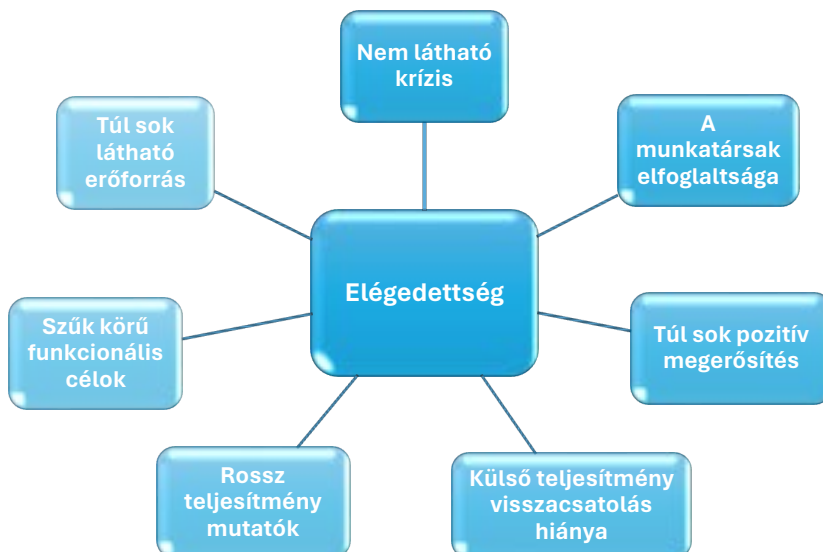 Nem látható
krízis
A
munkatársak
elfoglaltsága
Túl sok pozitív
megerősítés
Külső teljesítmény
visszacsatolás
hiánya
Rossz
teljesítmény
mutatók
Szűk körű
funkcionális
célok
Túl sok
látható
erőforrás
Elégedettség